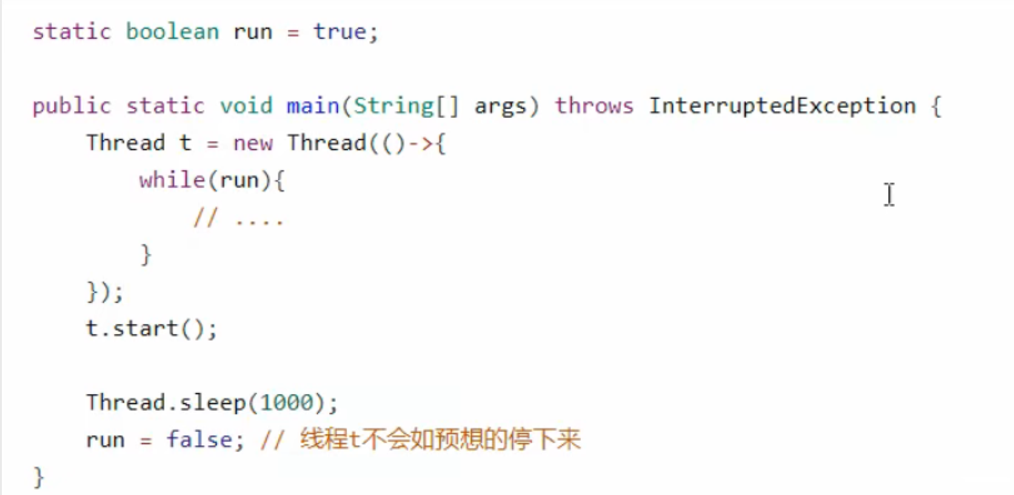 static boolean run = true;
public static void main(String[] args) throws InterruptedException {
Thread t = new Thread(()->{
while(run){
// ....
}
});
t.start();
Thread.sleep(1000);
run = false; // 线程t不会如预想的停下来
}